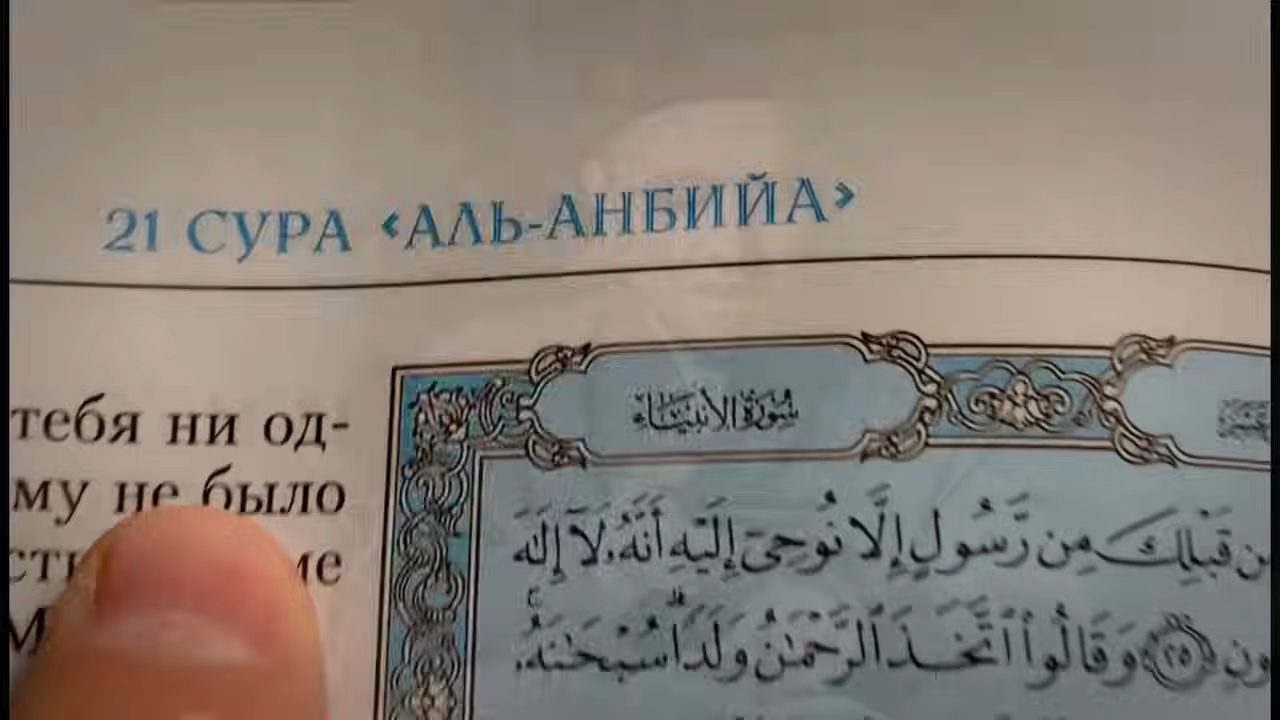 21 СУРА «АЛЬ-АНБИЙА»
тебя ни од-
му не было
سُورَةُ الأَنبِيَاء
قَبْلِكَ مِن رَّسُولٍ إِلَّا نُوحِىٓ إِلَيْهِ أَنَّهُۥ لَآ إِلَٰهَ
٢٥ وَقَالُوا۟ ٱتَّخَذَ ٱلرَّحْمَٰنُ وَلَدًا ۗ سُبْحَٰنَهُۥ ۚ